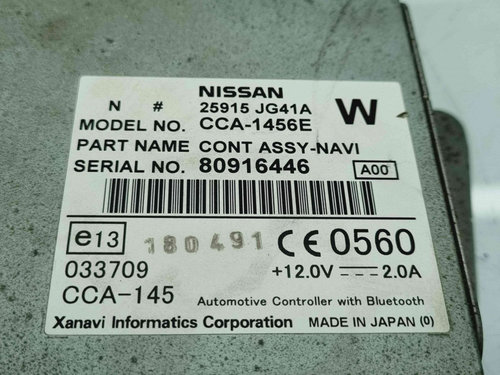 NISSAN
N # 25915 JG41A W
MODEL NO. CCA-1456E
PART NAME CONT ASSY-NAVI
SERIAL NO. 80916446 A00
e13 180491 CE 0560
033709 +12.0V ⎓ 2.0A
CCA-145 Automotive Controller with Bluetooth
Xanavi Informatics Corporation MADE IN JAPAN (0)